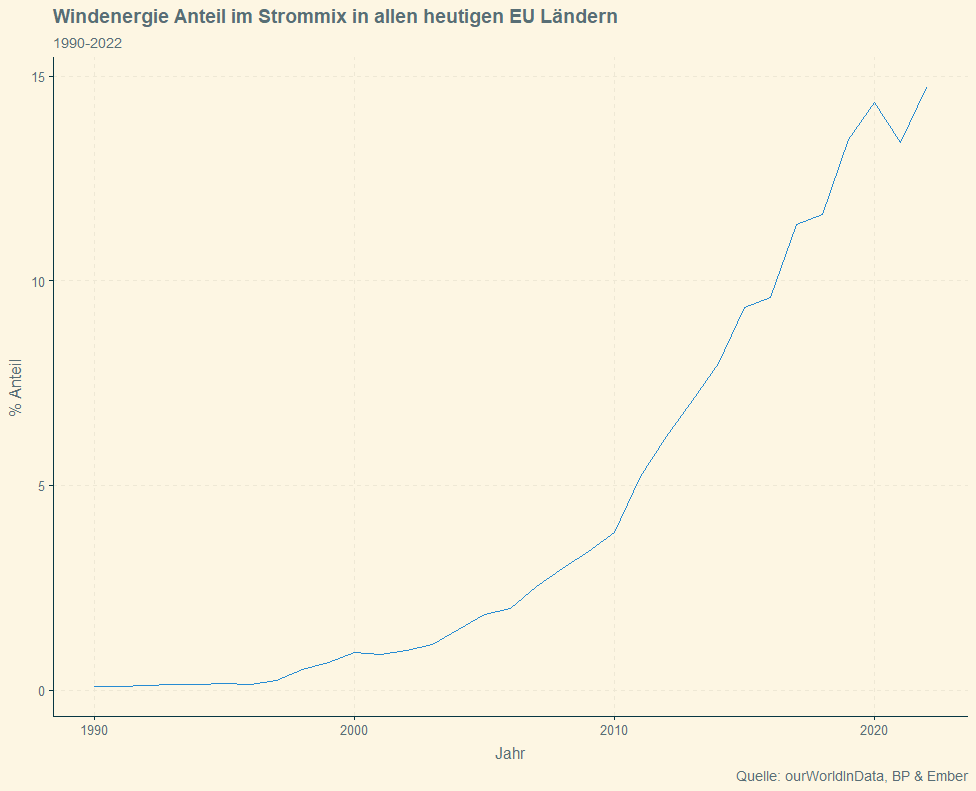 Windenergie Anteil im Strommix in allen heutigen EU Ländern
1990-2022
15
10
5
0
% Anteil
1990 2000 2010 2020
Jahr
Quelle: ourWorldInData, BP & Ember